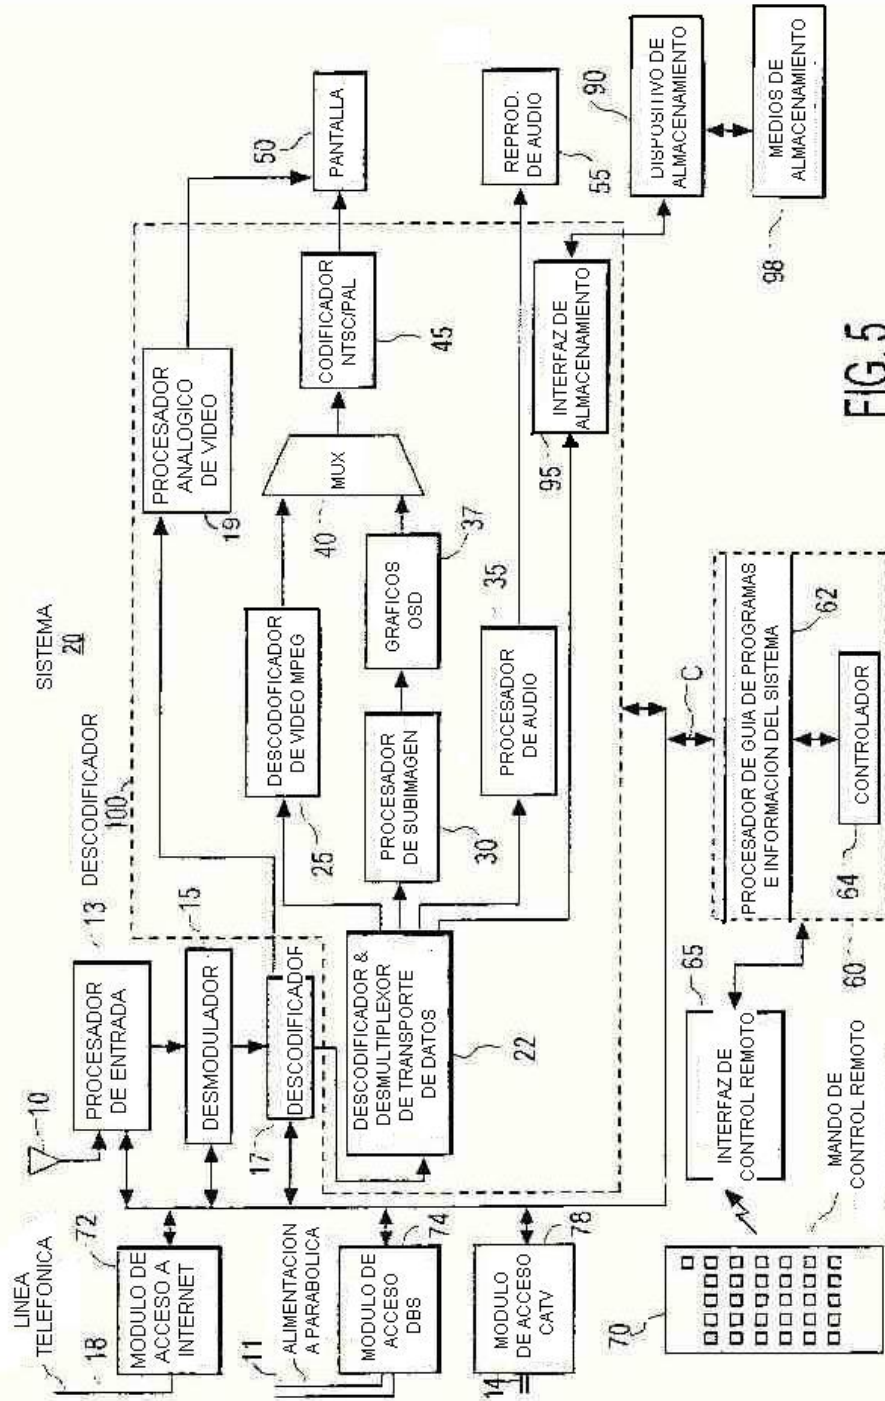 LINEA
TELEFONICA
18
MODULO DE
ACCESO A
INTERNET
72
10
PROCESADOR
DE ENTRADA
13
DESMODULADOR
15
DESCODIFICADOR
17
DESCODIFICADOR
100
SISTEMA
20
PROCESADOR
ANALOGICO
DE VIDEO
19
PANTALLA
50
11
ALIMENTACION
A PARABOLICA
MODULO DE
ACCESO
DBS
74
DESCODIFICADOR &
DESMULTIPLEXOR
DE TRANSPORTE
DE DATOS
22
DESCODOFICADOR
DE VIDEO MPEG
25
PROCESADOR
DE SUBIMAGEN
30
GRAFICOS
OSD
37
MUX
40
CODIFICADOR
NTSC/PAL
45
PROCESADOR
DE AUDIO
35
REPROD.
DE AUDIO
55
14
MODULO
DE ACCESO
CATV
78
INTERFAZ DE
ALMACENAMIENTO
95
DISPOSITIVO DE
ALMACENAMIENTO
90
MEDIOS DE
ALMACENAMIENTO
98
70
MANDO DE
CONTROL REMOTO
INTERFAZ DE
CONTROL REMOTO
65
60
C
PROCESADOR DE GUIA DE PROGRAMAS
E INFORMACION DEL SISTEMA
62
CONTROLADOR
64
FIG. 5